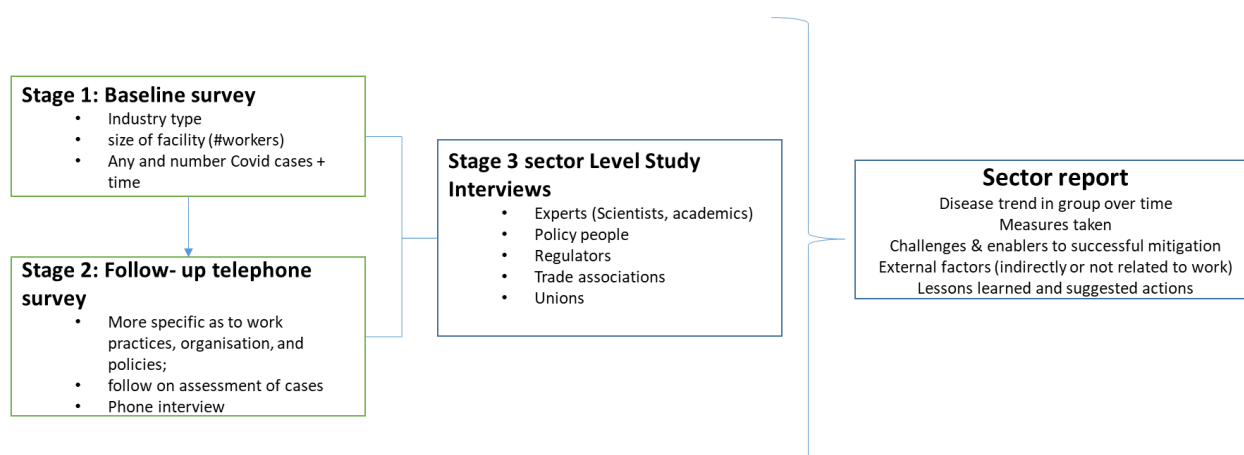 Stage 1: Baseline survey
• Industry type
• size of facility (#workers)
• Any and number Covid cases +
time
Stage 2: Follow- up telephone
survey
• More specific as to work
practices, organisation, and
policies;
• follow on assessment of cases
• Phone interview
Stage 3 sector Level Study
Interviews
• Experts (Scientists, academics)
• Policy people
• Regulators
• Trade associations
• Unions
Sector report
Disease trend in group over time
Measures taken
Challenges & enablers to successful mitigation
External factors (indirectly or not related to work)
Lessons learned and suggested actions